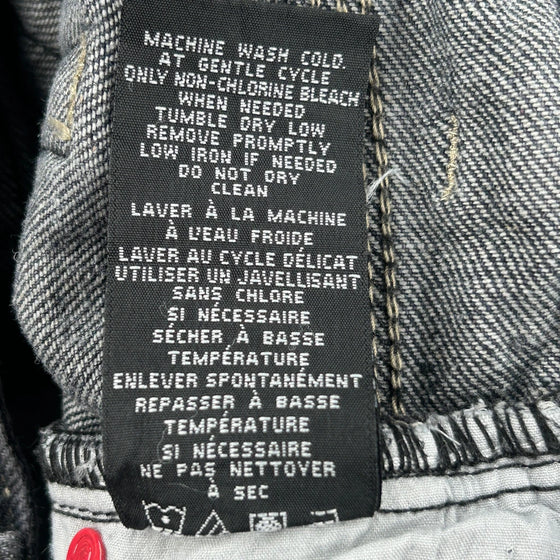 MACHINE WASH COLD.
AT GENTLE CYCLE
ONLY NON-CHLORINE BLEACH
WHEN NEEDED
TUMBLE DRY LOW
REMOVE PROMPTLY
LOW IRON IF NEEDED
DO NOT DRY
CLEAN
LAVER À LA MACHINE
À L'EAU FROIDE
LAVER AU CYCLE DÉLICAT
UTILISER UN JAVELLISANT
SANS CHLORE
SI NÉCESSAIRE
SÉCHER À BASSE
TEMPÉRATURE
ENLEVER SPONTANÉMENT
REPASSER À BASSE
TEMPÉRATURE
SI NÉCESSAIRE
NE PAS NETTOYER
À SEC